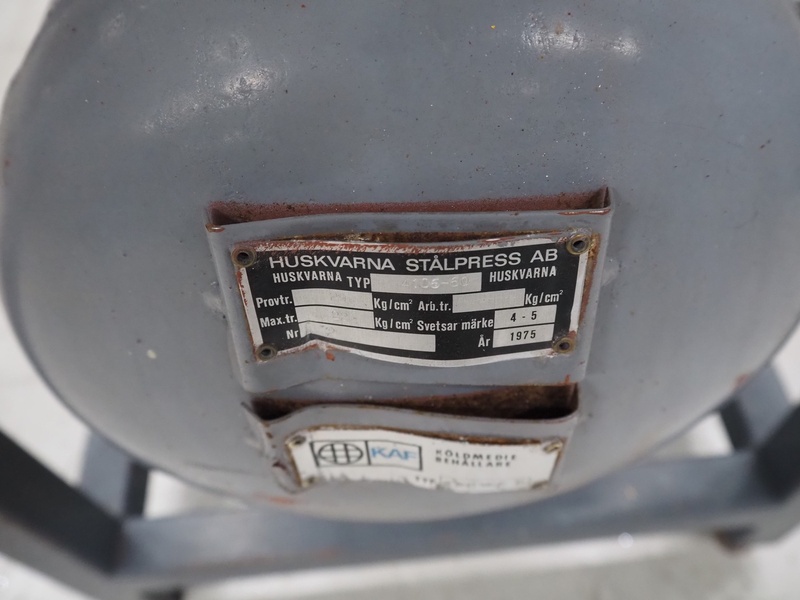 HUSKVARNA STÅLPRESS AB
HUSKVARNA TYP HUSKVARNA
Provtr. Kg/cm² Arb.tr. Kg/cm²
Max.tr. Kg/cm² Svetsar märke 4 - 5
Nr År 1975
KAF KÖLDMEDIE
BEHÅLLARE
TYP